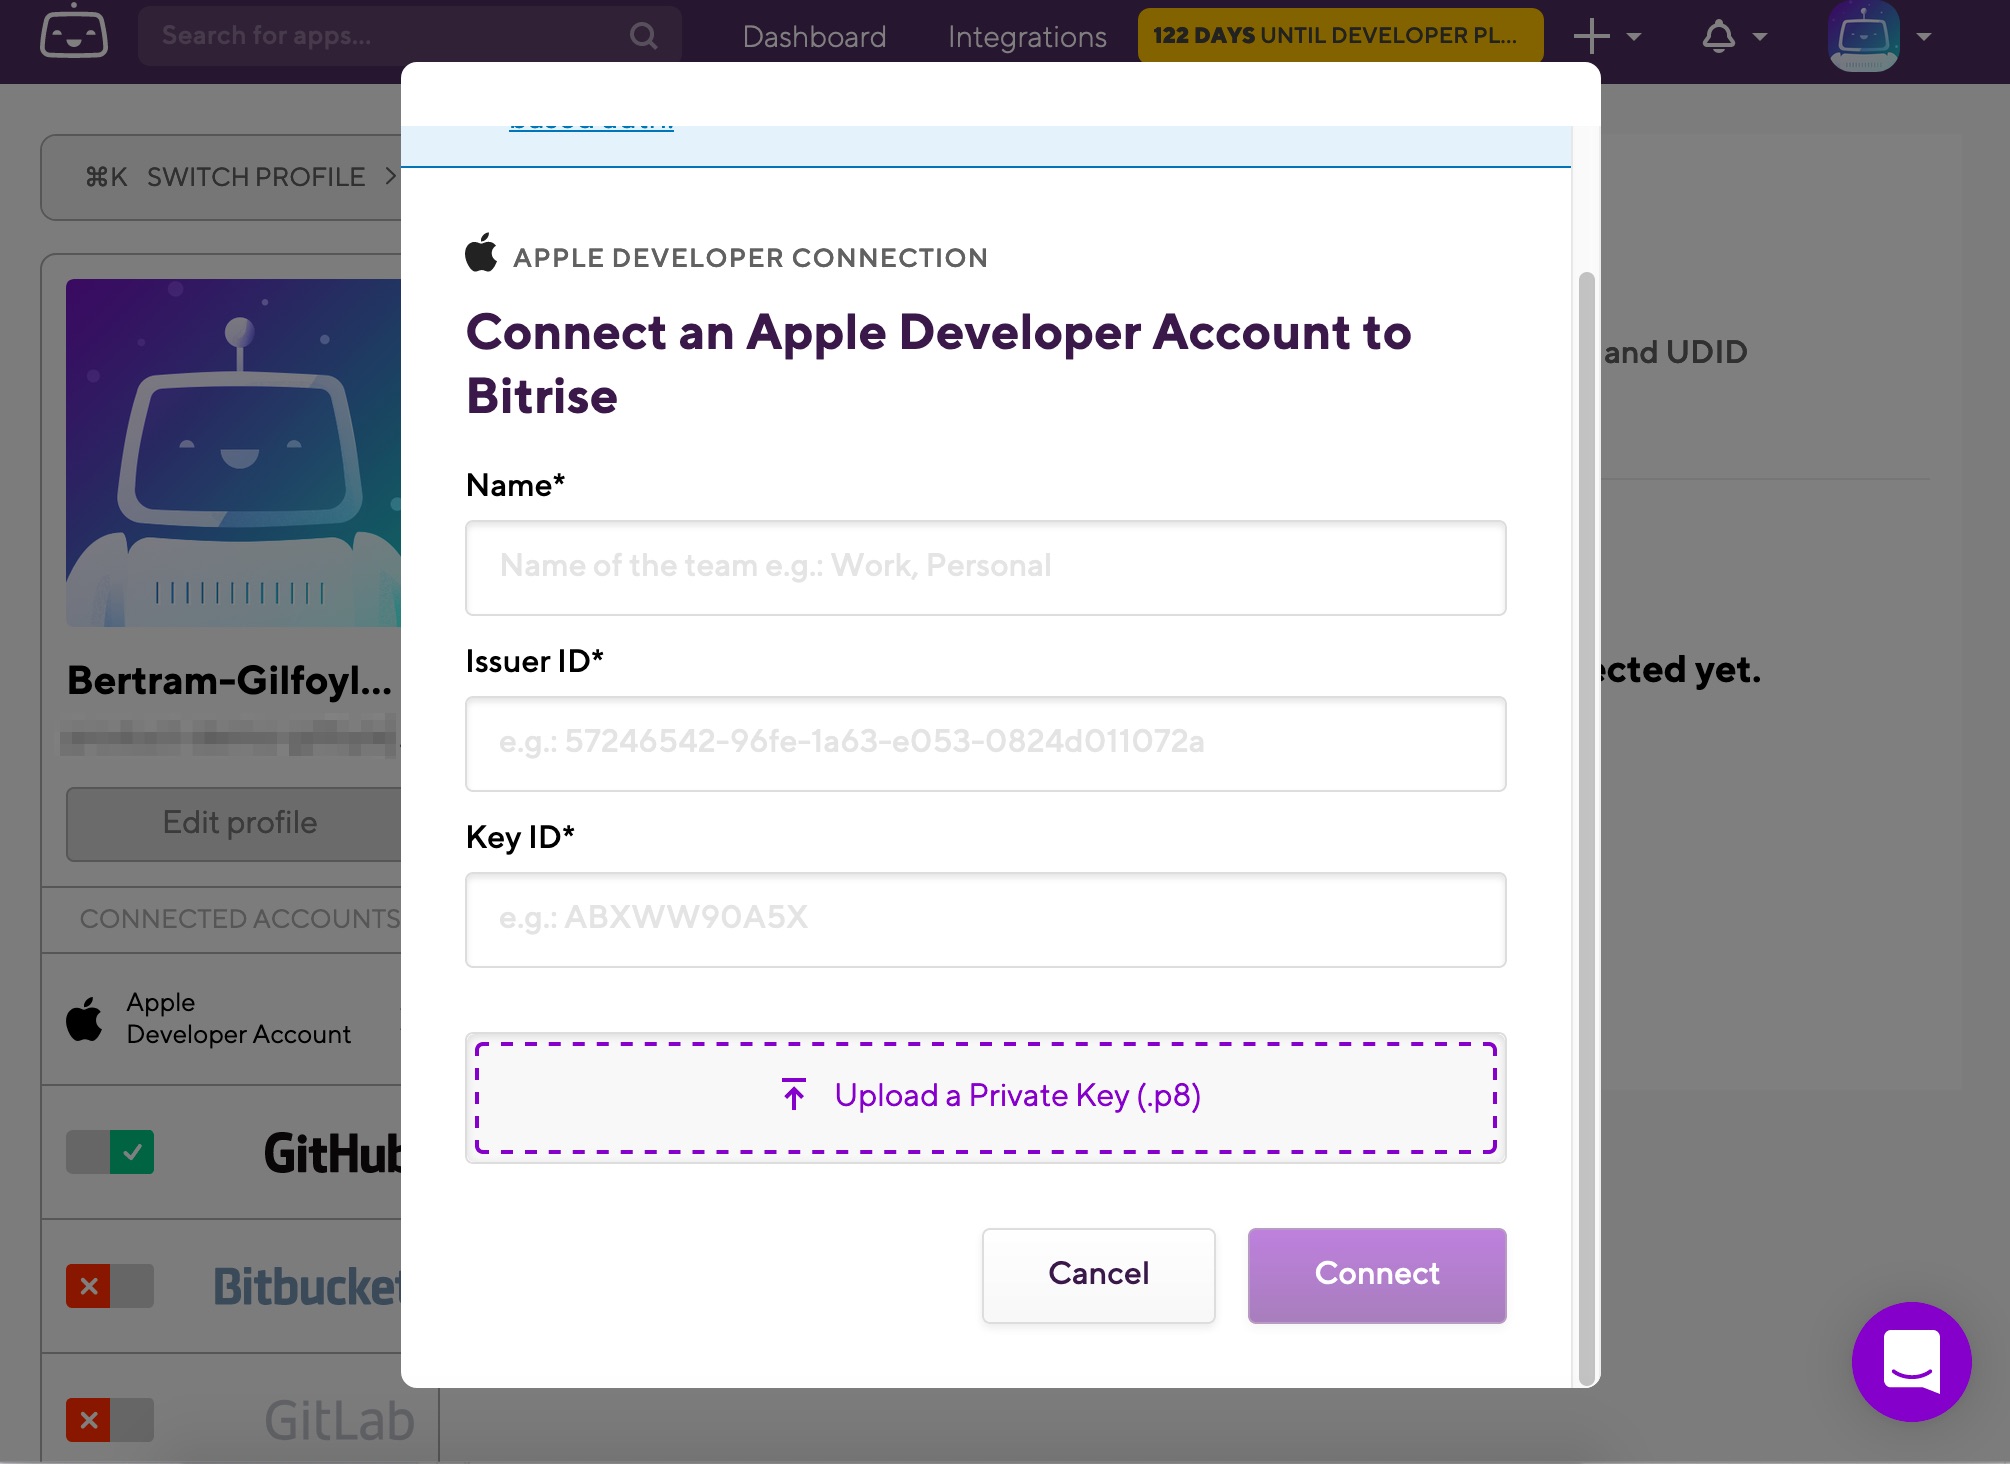 Search for apps...
Dashboard
Integrations
122 DAYS UNTIL DEVELOPER PL...
⌘K SWITCH PROFILE
based auth.
APPLE DEVELOPER CONNECTION
Connect an Apple Developer Account to
Bitrise
and UDID
Name*
Name of the team e.g.: Work, Personal
Issuer ID*
e.g.: 57246542-96fe-1a63-e053-0824d011072a
ected yet.
Key ID*
e.g.: ABXWW90A5X
Upload a Private Key (.p8)
Cancel
Connect
Bertram-Gilfoyl...
Edit profile
CONNECTED ACCOUNTS
Apple
Developer Account
GitHub
Bitbucket
GitLab